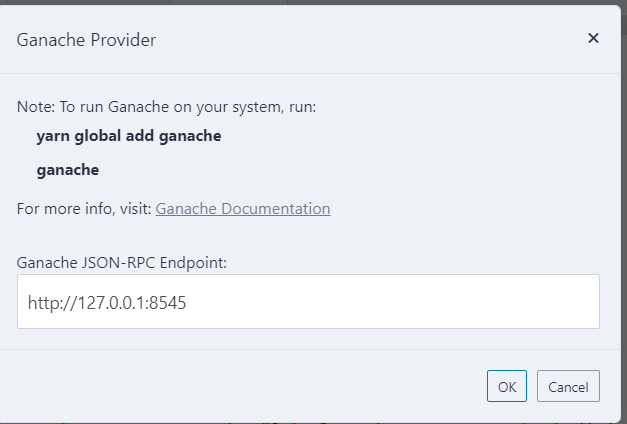 Ganache Provider
×
Note: To run Ganache on your system, run:
yarn global add ganache
ganache
For more info, visit: Ganache Documentation
Ganache JSON-RPC Endpoint:
http://127.0.0.1:8545
OK Cancel